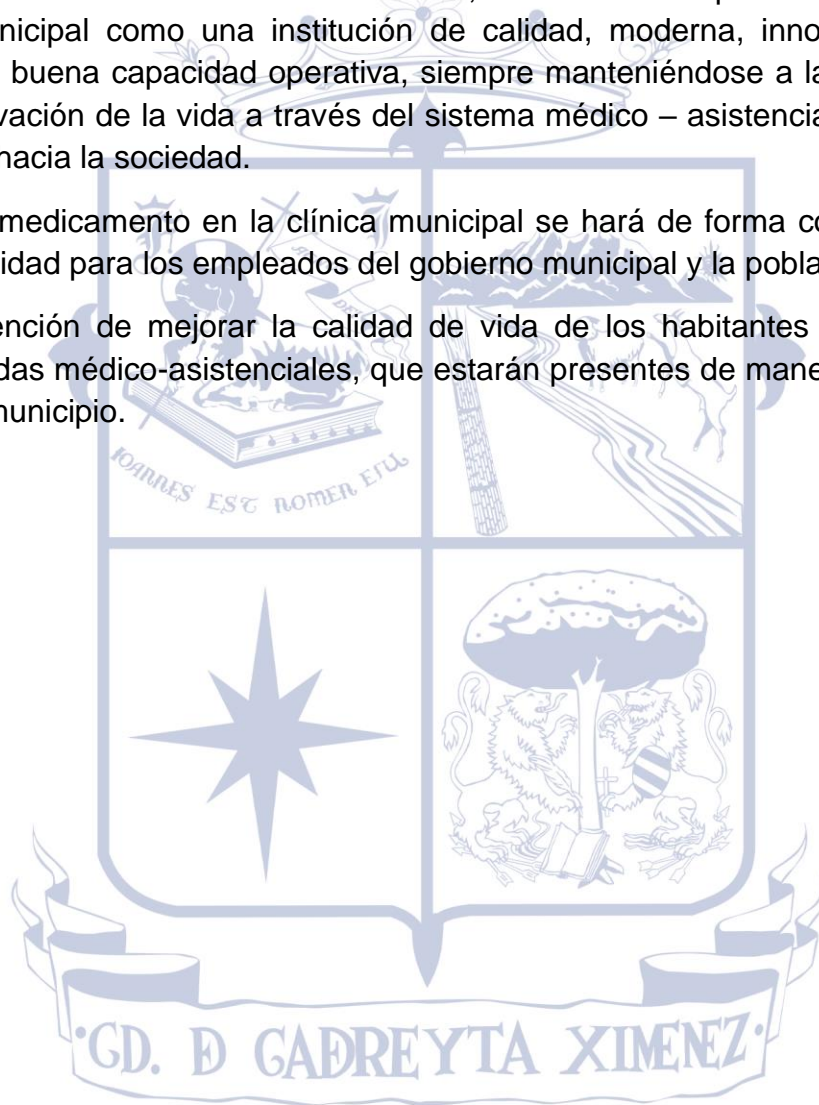 nicipal como una institución de calidad, moderna, inno
buena capacidad operativa, siempre manteniéndose a la
vación de la vida a través del sistema médico – asistencia
hacia la sociedad.
medicamento en la clínica municipal se hará de forma co
idad para los empleados del gobierno municipal y la pobla
ención de mejorar la calidad de vida de los habitantes
das médico-asistenciales, que estarán presentes de mane
municipio.
IOANNES EST NOMEN EIU
GD. D CADREYTA XIMENEZ